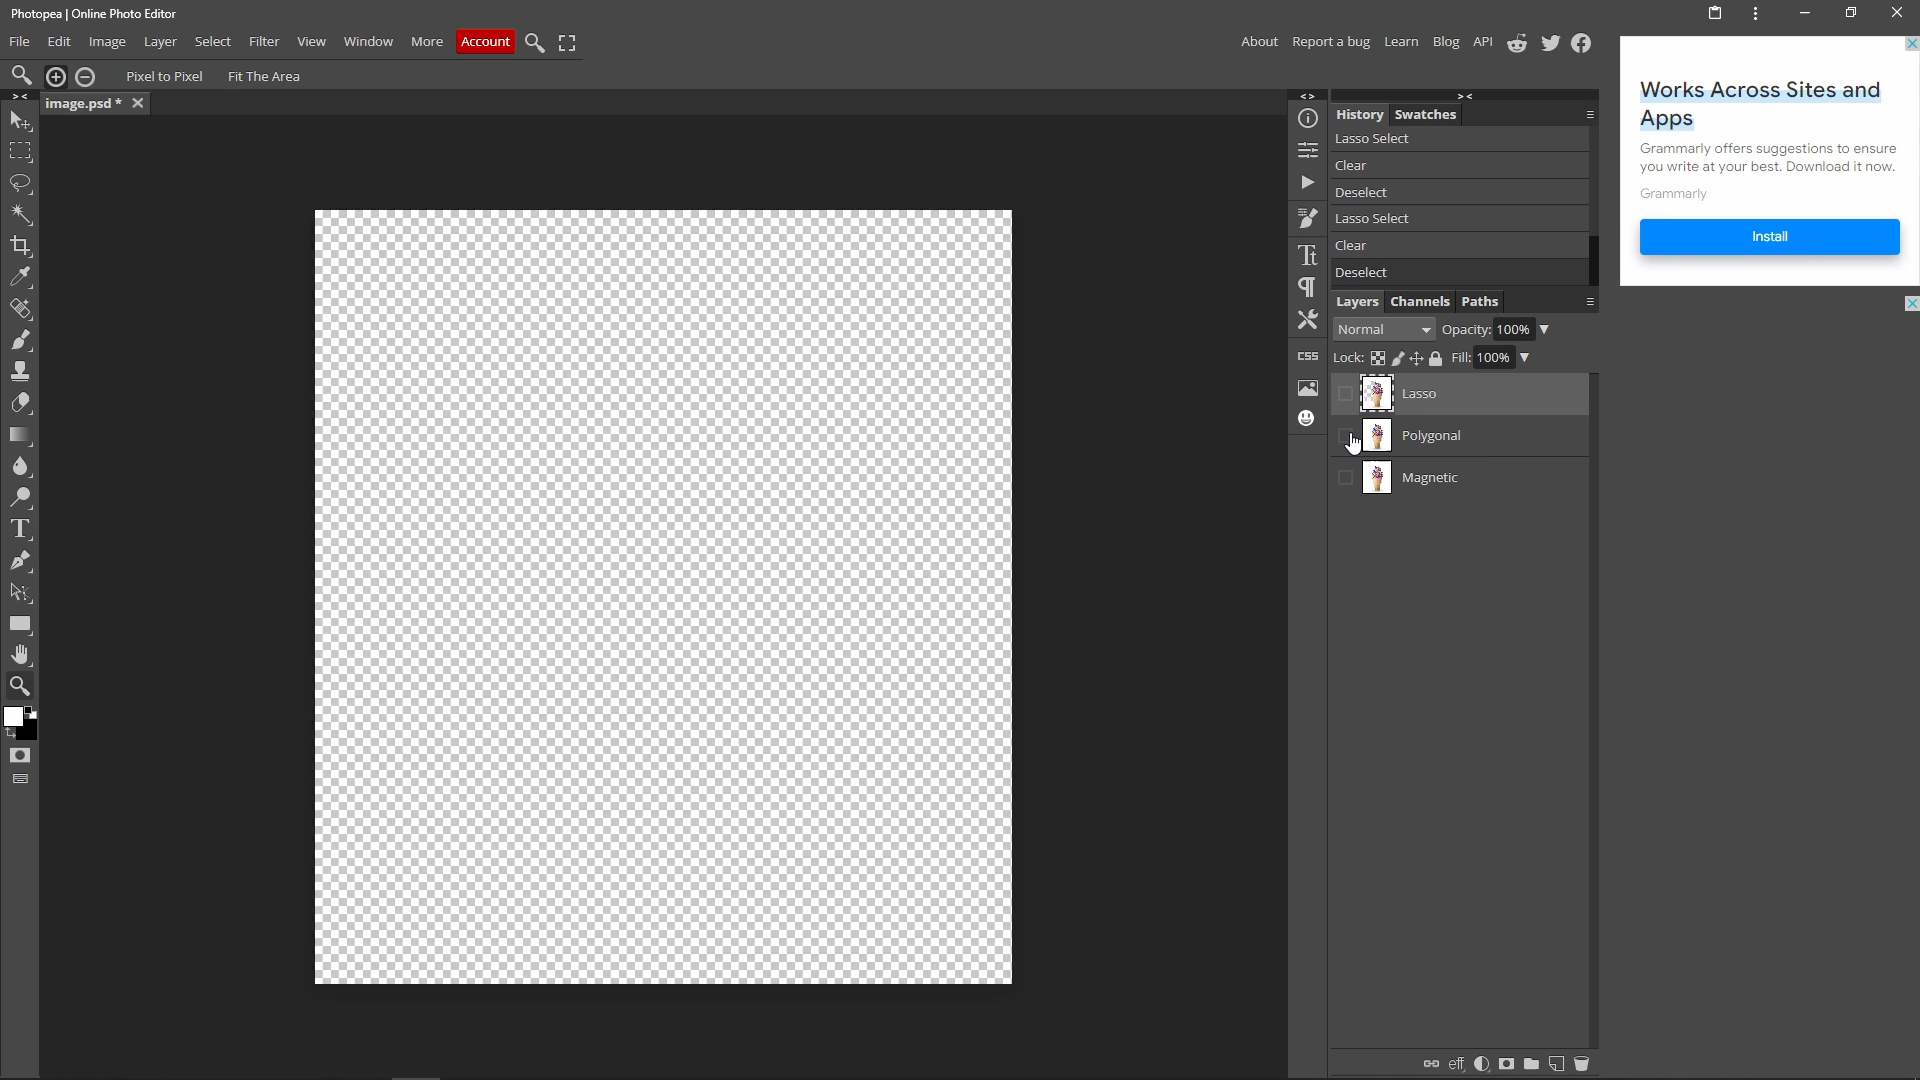 Photopea | Online Photo Editor
File Edit Image Layer Select Filter View Window More Account
About Report a bug Learn Blog API
Pixel to Pixel Fit The Area
image.psd *
History Swatches
Lasso Select
Clear
Deselect
Lasso Select
Clear
Deselect
Layers Channels Paths
Normal Opacity: 100%
Lock: Fill: 100%
Lasso
Polygonal
Magnetic
CSS
eff
Works Across Sites and
Apps
Grammarly offers suggestions to ensure
you write at your best. Download it now.
Grammarly
Install